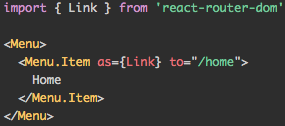 import { Link } from 'react-router-dom'
<Menu>
<Menu.Item as={Link} to="/home">
Home
</Menu.Item>
</Menu>